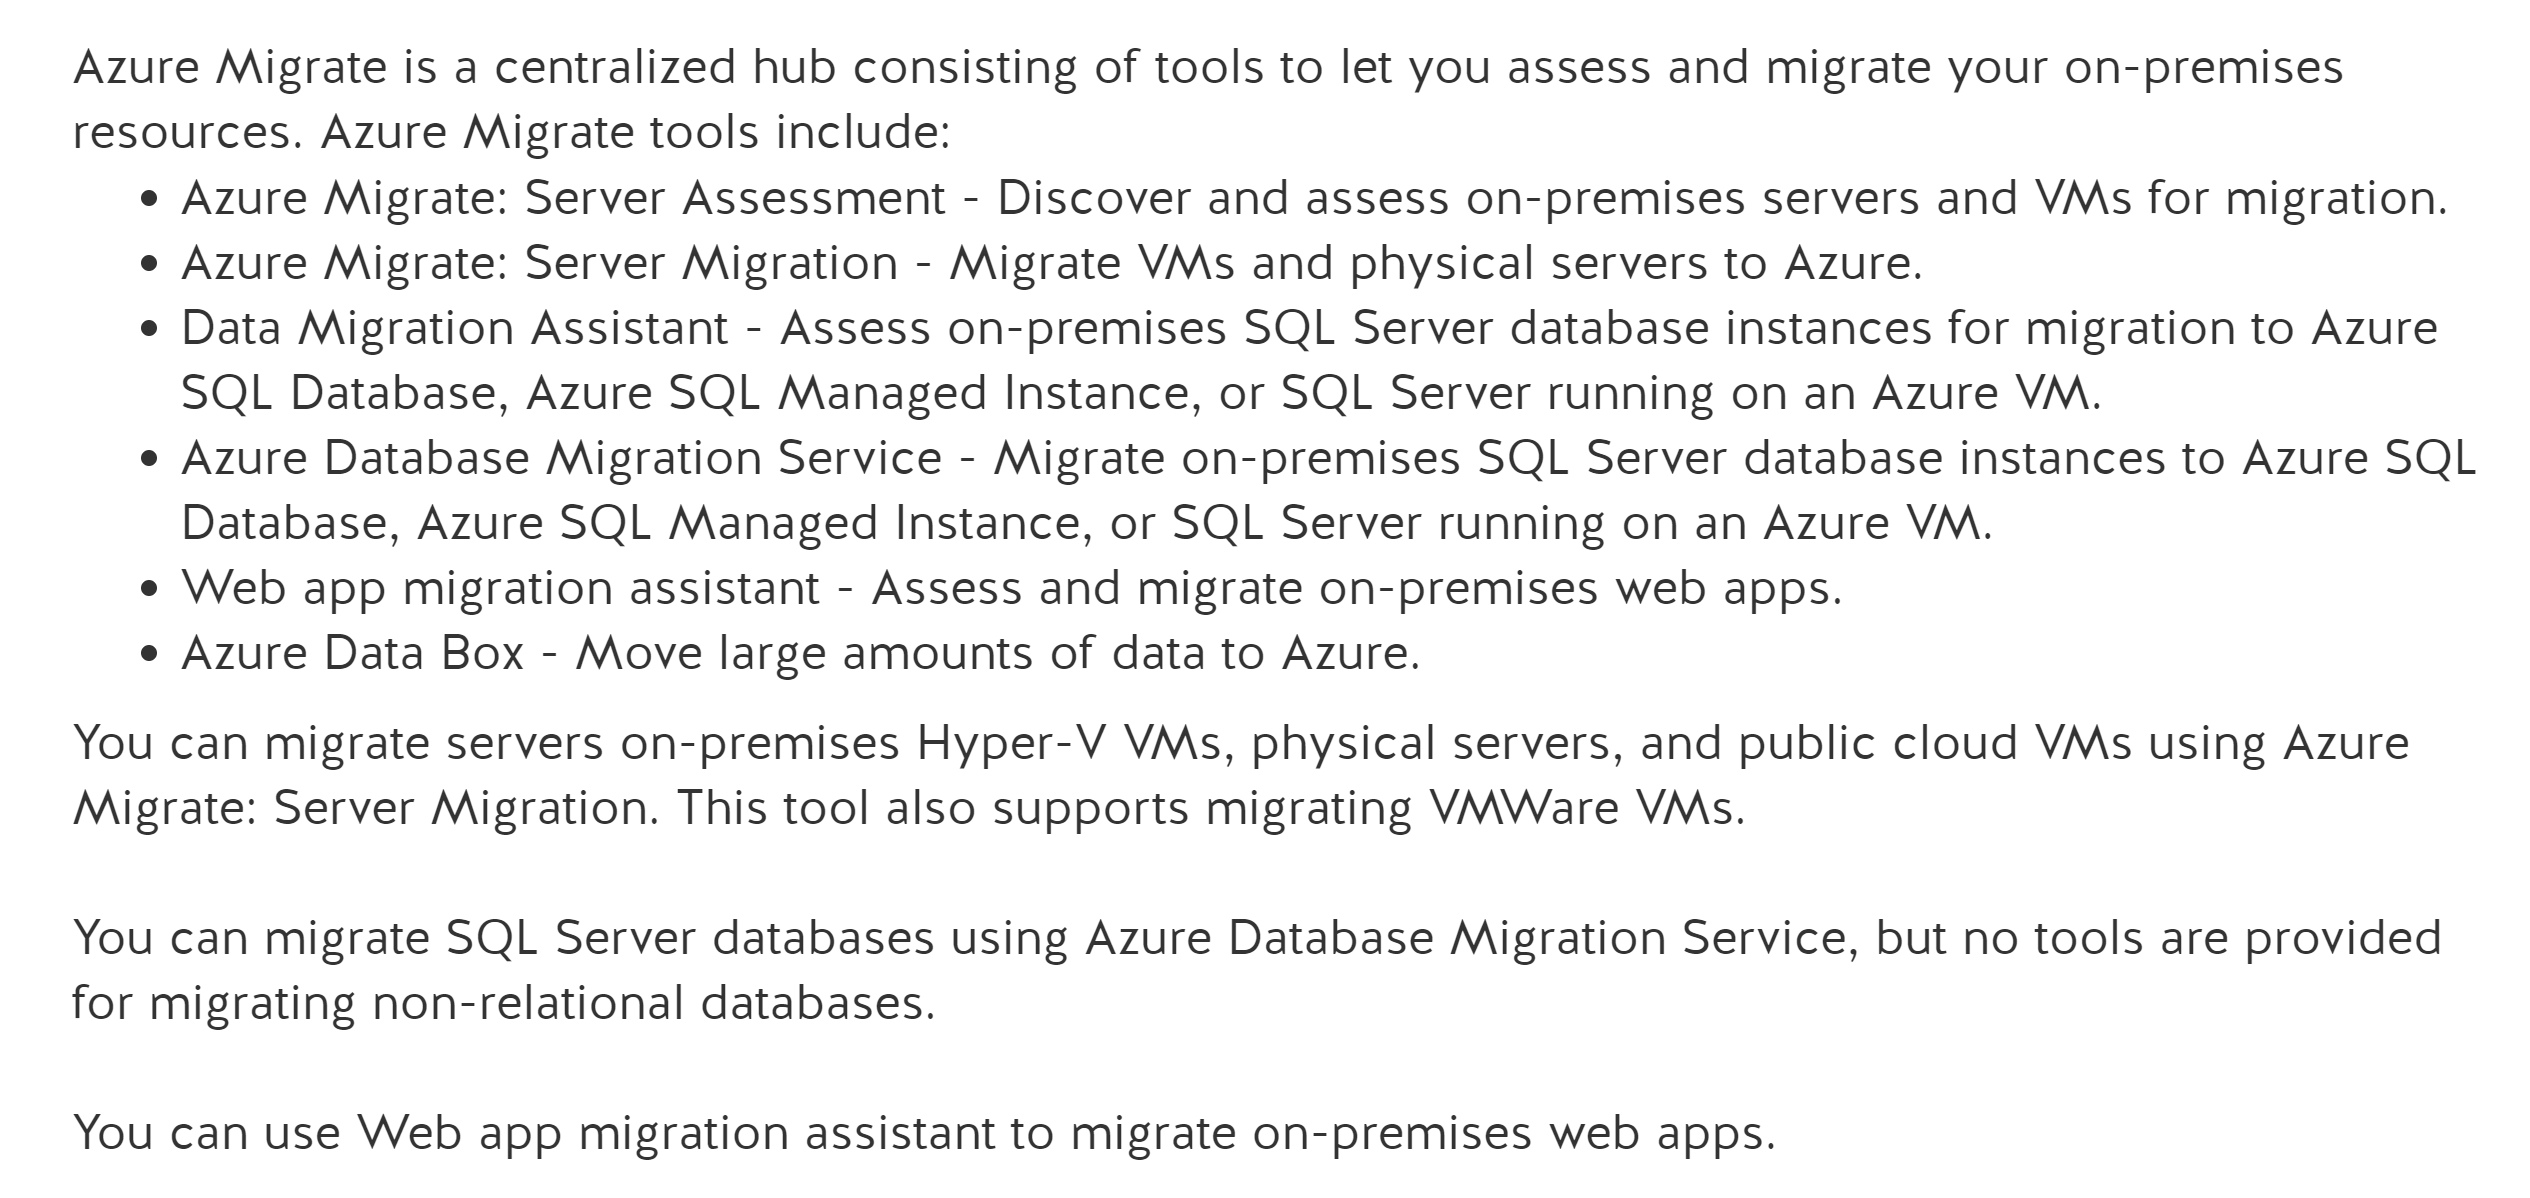 Azure Migrate is a centralized hub consisting of tools to let you assess and migrate your on-premises
resources. Azure Migrate tools include:
• Azure Migrate: Server Assessment - Discover and assess on-premises servers and VMs for migration.
• Azure Migrate: Server Migration - Migrate VMs and physical servers to Azure.
• Data Migration Assistant - Assess on-premises SQL Server database instances for migration to Azure
SQL Database, Azure SQL Managed Instance, or SQL Server running on an Azure VM.
• Azure Database Migration Service - Migrate on-premises SQL Server database instances to Azure SQL
Database, Azure SQL Managed Instance, or SQL Server running on an Azure VM.
• Web app migration assistant - Assess and migrate on-premises web apps.
• Azure Data Box - Move large amounts of data to Azure.
You can migrate servers on-premises Hyper-V VMs, physical servers, and public cloud VMs using Azure
Migrate: Server Migration. This tool also supports migrating VMWare VMs.
You can migrate SQL Server databases using Azure Database Migration Service, but no tools are provided
for migrating non-relational databases.
You can use Web app migration assistant to migrate on-premises web apps.